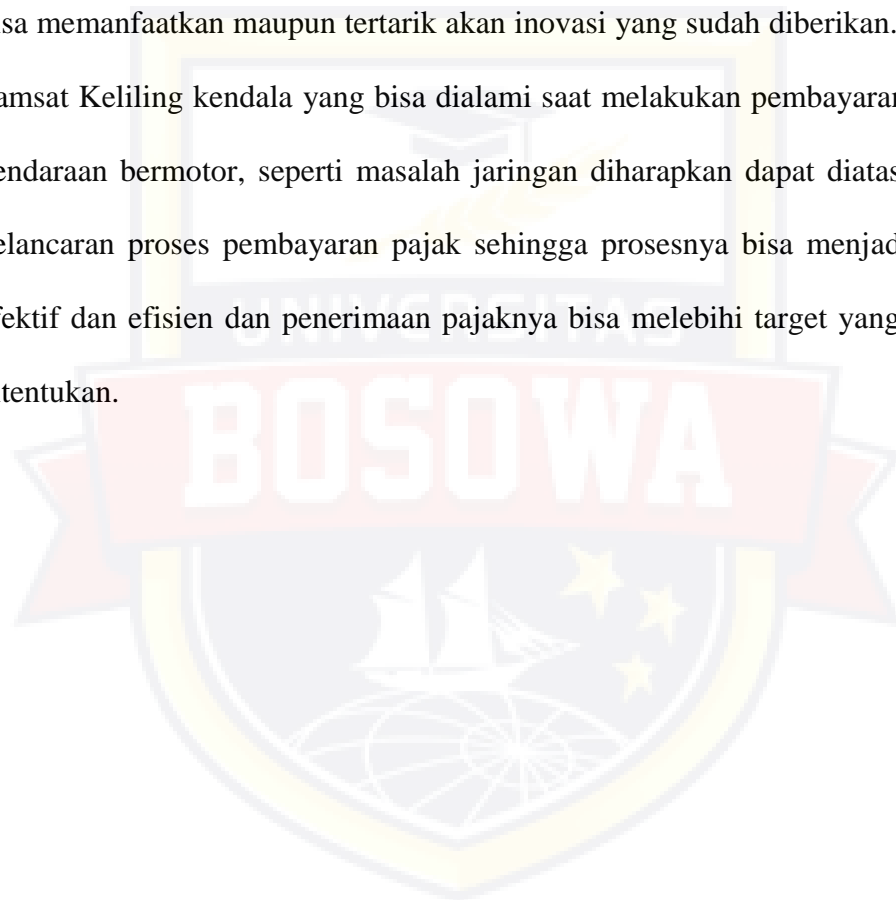 isa memanfaatkan maupun tertarik akan inovasi yang sudah diberikan.
amsat Keliling kendala yang bisa dialami saat melakukan pembayaran
endaraan bermotor, seperti masalah jaringan diharapkan dapat diatas
elancaran proses pembayaran pajak sehingga prosesnya bisa menjad
fektif dan efisien dan penerimaan pajaknya bisa melebihi target yang
tentukan.
UNIVERSITAS
BOSOWA